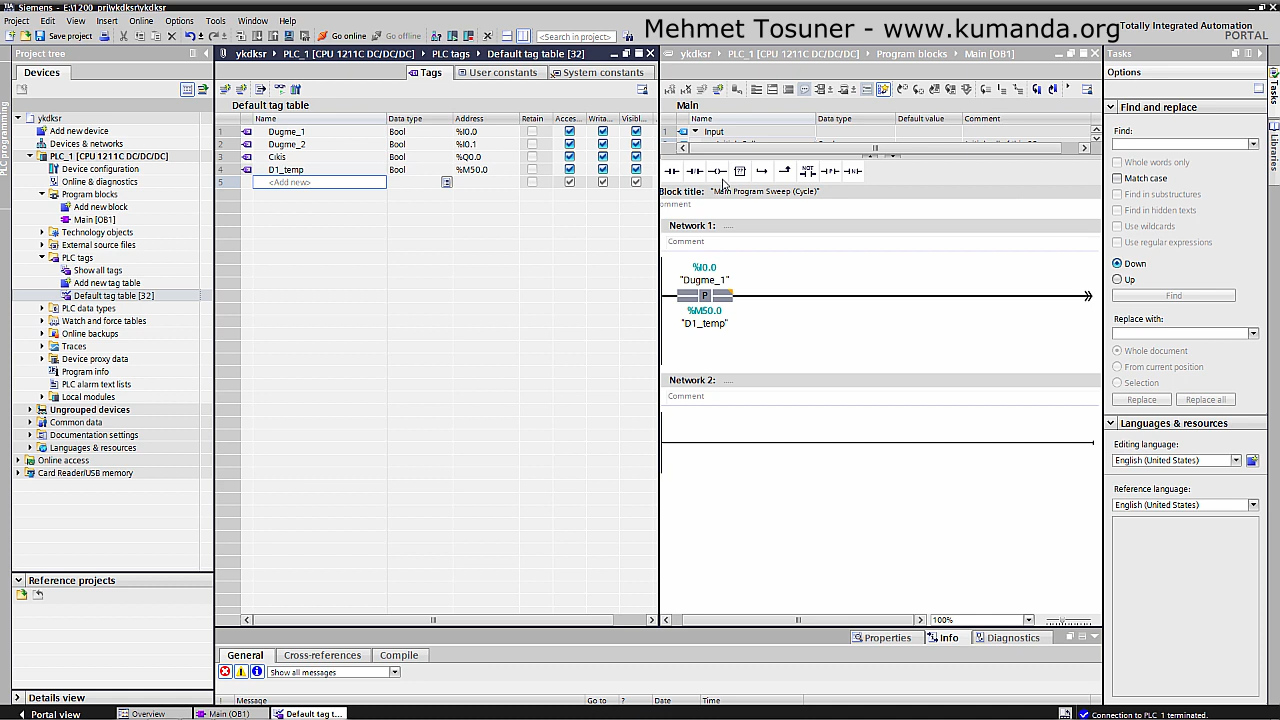 Siemens - E:\1200_prj\ykdksr\ykdksr
Mehmet Tosuner - www.kumanda.org
Project Edit View Insert Online Options Tools Window Help
Totally Integrated Automation
PORTAL
Save project Go online Go offline <Search in project>
Project tree
ykdksr ▸ PLC_1 [CPU 1211C DC/DC/DC] ▸ PLC tags ▸ Default tag table [32]
ykdksr ▸ PLC_1 [CPU 1211C DC/DC/DC] ▸ Program blocks ▸ Main [OB1]
Tasks
Devices
Tags User constants System constants
Options
PLC programming
Tasks
Libraries
Default tag table
Name Data type Address Retain Acces... Writa... Visibl...
1 Dugme_1 Bool %I0.0
2 Dugme_2 Bool %I0.1
3 Cikis Bool %Q0.0
4 D1_temp Bool %M50.0
5 <Add new>
ykdksr
Add new device
Devices & networks
PLC_1 [CPU 1211C DC/DC/DC]
Device configuration
Online & diagnostics
Program blocks
Add new block
Main [OB1]
Technology objects
External source files
PLC tags
Show all tags
Add new tag table
Default tag table [32]
PLC data types
Watch and force tables
Online backups
Traces
Device proxy data
Program info
PLC alarm text lists
Local modules
Ungrouped devices
Common data
Documentation settings
Languages & resources
Online access
Card Reader/USB memory
Reference projects
Details view
Main
Name Data type Default value Comment
1 Input
Block title: "Main Program Sweep (Cycle)"
omment
Network 1: .....
Comment
%I0.0
"Dugme_1"
P
%M50.0
"D1_temp"
Network 2: .....
Comment
100%
Find and replace
Find:
Whole words only
Match case
Find in substructures
Find in hidden texts
Use wildcards
Use regular expressions
Down
Up
Find
Replace with:
Whole document
From current position
Selection
Replace Replace all
Languages & resources
Editing language:
English (United States)
Reference language:
English (United States)
Properties Info Diagnostics
General Cross-references Compile
Show all messages
! Message Go to ? Date Time
Portal view Overview Main (OB1) Default tag t...
Connection to PLC_1 terminated.